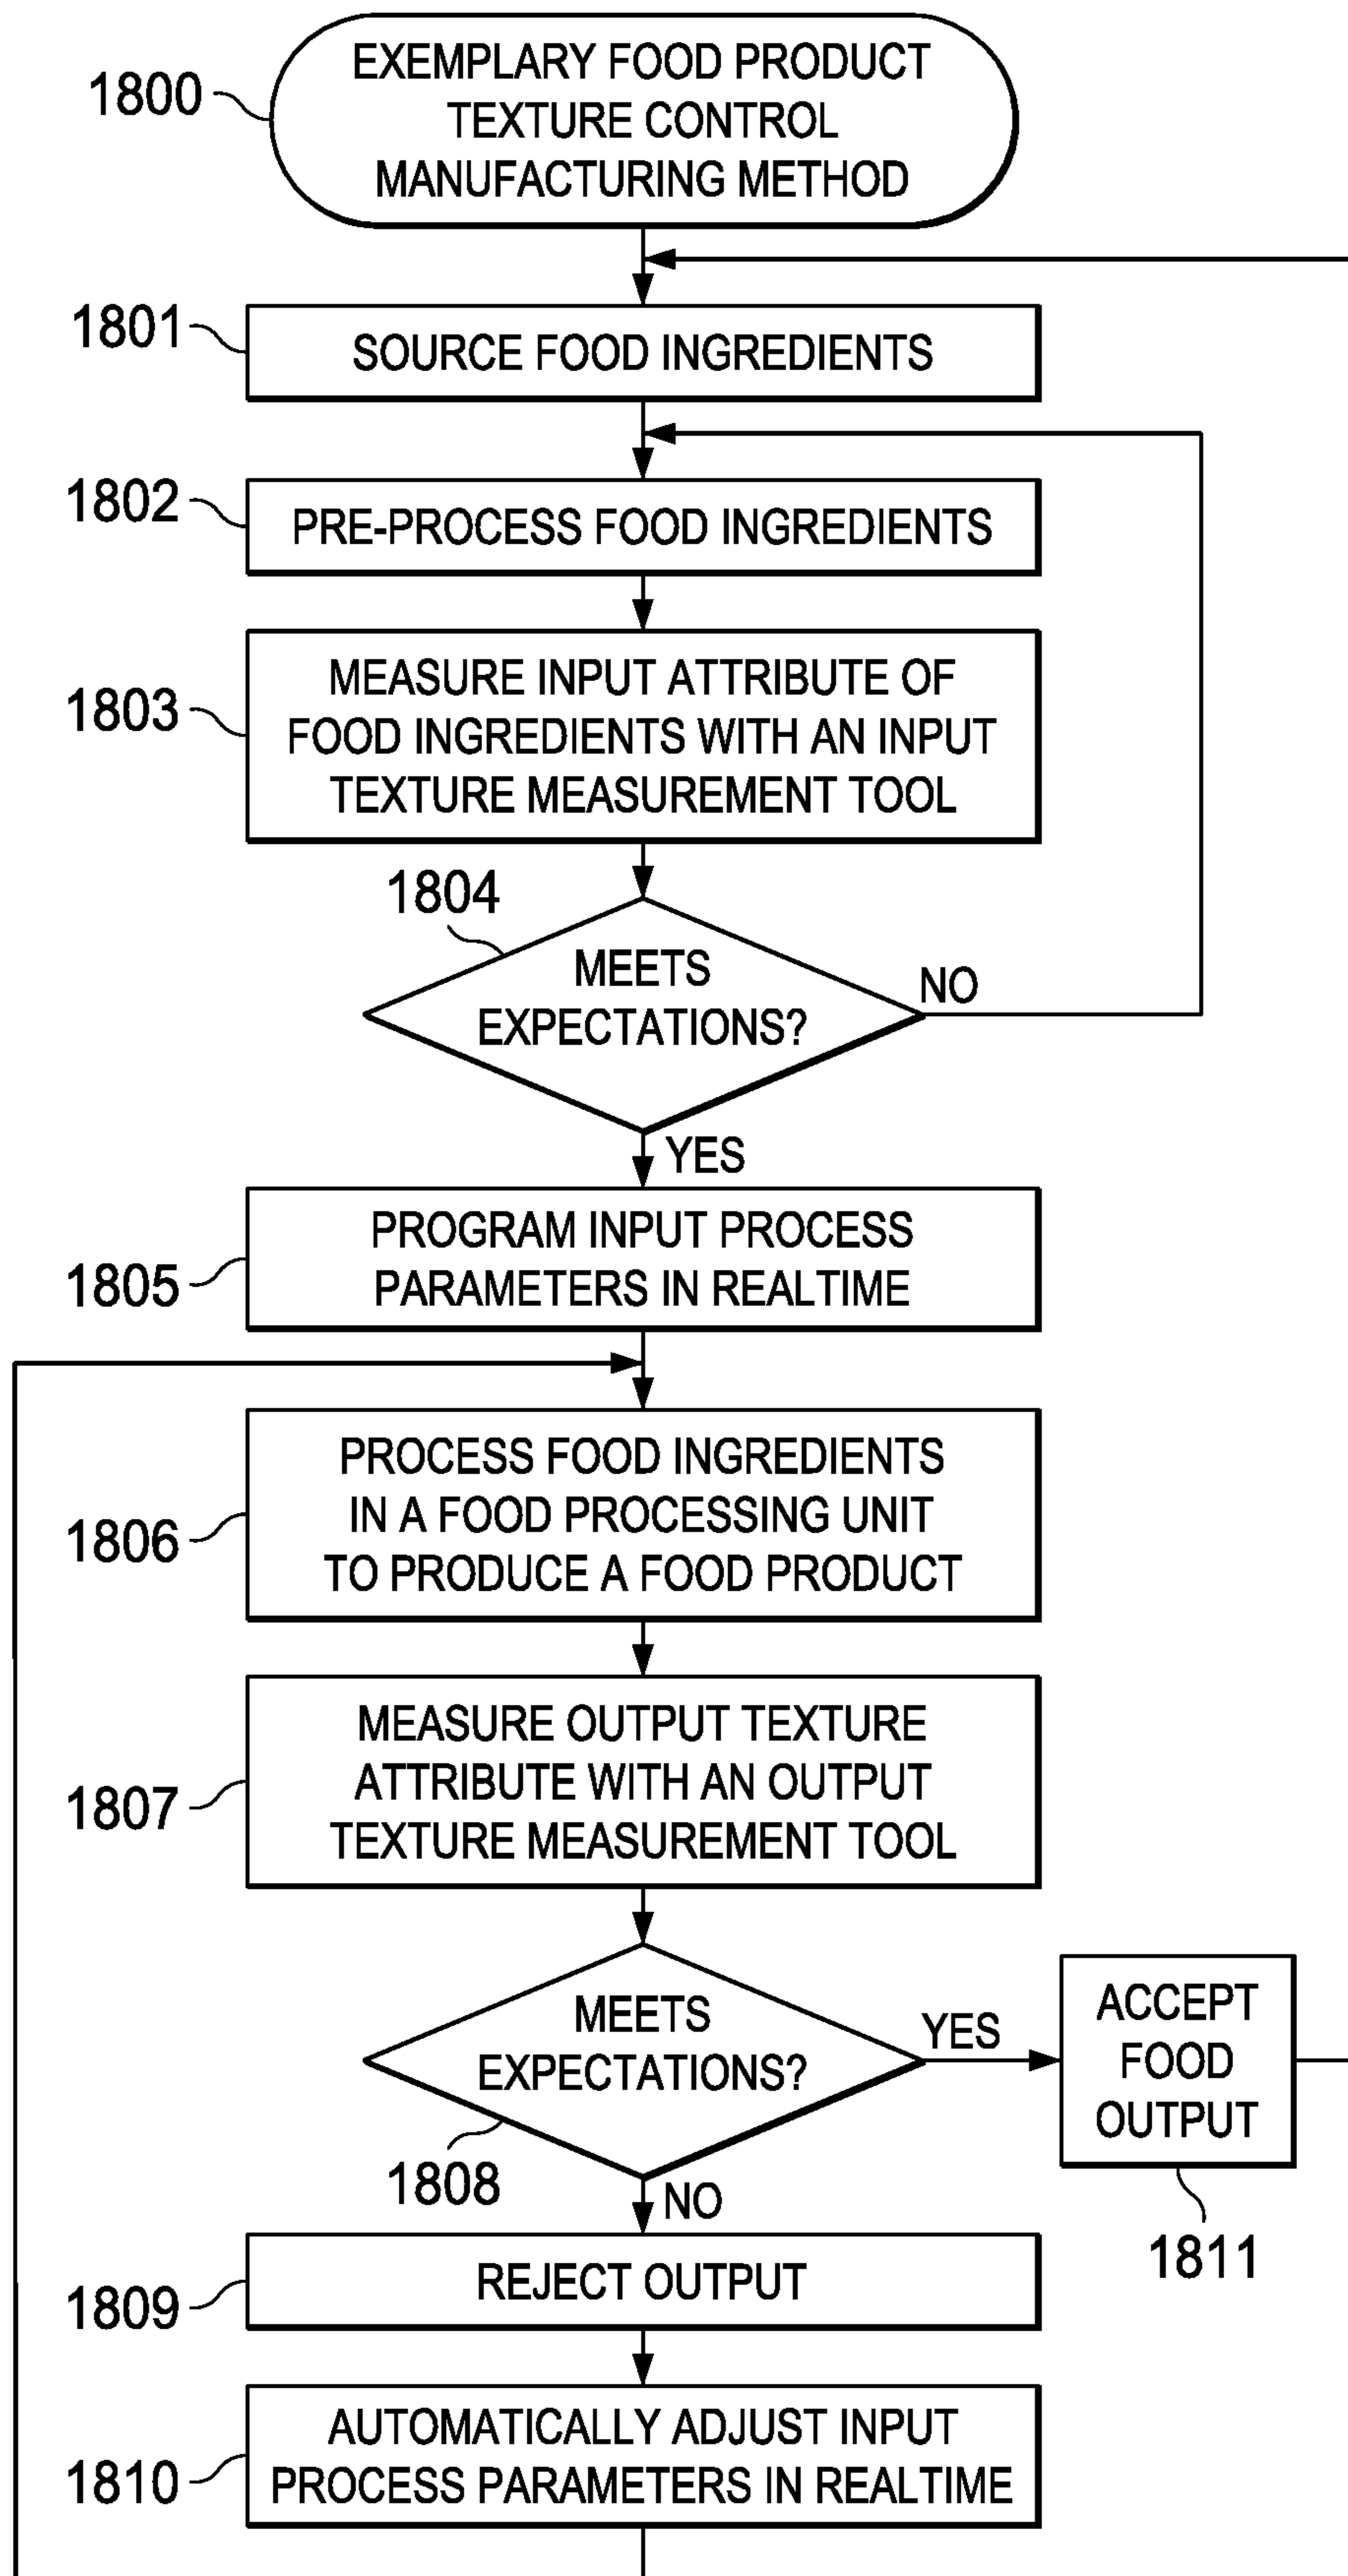 1800
EXEMPLARY FOOD PRODUCT
TEXTURE CONTROL
MANUFACTURING METHOD
1801
SOURCE FOOD INGREDIENTS
1802
PRE-PROCESS FOOD INGREDIENTS
1803
MEASURE INPUT ATTRIBUTE OF
FOOD INGREDIENTS WITH AN INPUT
TEXTURE MEASUREMENT TOOL
1804
MEETS
EXPECTATIONS?
NO
YES
1805
PROGRAM INPUT PROCESS
PARAMETERS IN REALTIME
1806
PROCESS FOOD INGREDIENTS
IN A FOOD PROCESSING UNIT
TO PRODUCE A FOOD PRODUCT
1807
MEASURE OUTPUT TEXTURE
ATTRIBUTE WITH AN OUTPUT
TEXTURE MEASUREMENT TOOL
MEETS
EXPECTATIONS?
1808
YES
ACCEPT
FOOD
OUTPUT
1811
NO
1809
REJECT OUTPUT
1810
AUTOMATICALLY ADJUST INPUT
PROCESS PARAMETERS IN REALTIME